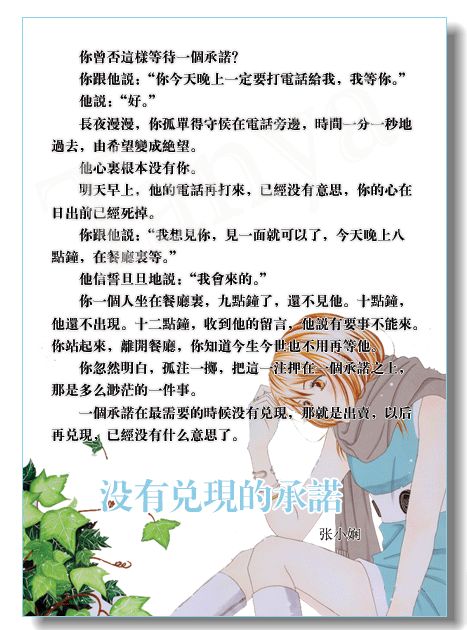 你曾否這樣等待一個承諾？
你跟他説：“你今天晚上一定要打電話給我，我等你。”
他説：“好。”
長夜漫漫，你孤單得守侯在電話旁邊，時間一分一秒地
過去，由希望變成絶望。
他心裏根本没有你。
明天早上，他的電話再打來，已經没有意思，你的心在
日出前已經死掉。
你跟他説：“我想見你，見一面就可以了，今天晚上八
點鐘，在餐廳裏等。”
他信誓旦旦地説：“我會來的。”
你一個人坐在餐廳裏，九點鐘了，還不見他。十點鐘，
他還不出現。十二點鐘，收到他的留言，他説有要事不能來。
你站起來，離開餐廳，你知道今生今世也不用再等他。
你忽然明白，孤注一擲，把這一注押在一個承諾之上，
那是多么渺茫的一件事。
一個承諾在最需要的時候没有兑現，那就是出賣，以后
再兑現，已經没有什么意思了。
没有兑現的承諾
张小娴